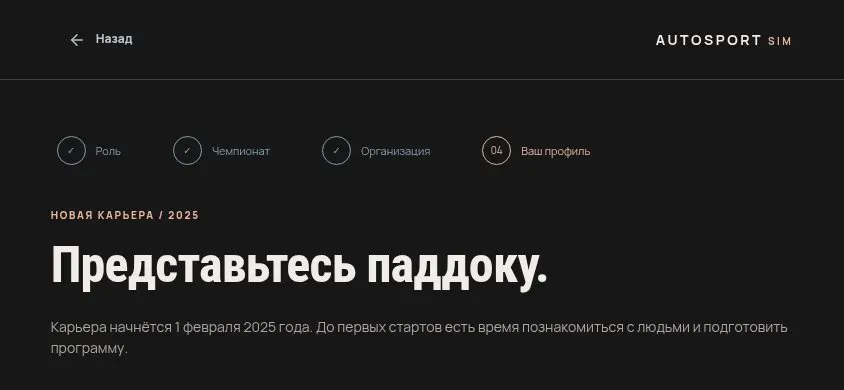 Назад
AUTOSPORT SIM
✓ Роль
✓ Чемпионат
✓ Организация
04 Ваш профиль
НОВАЯ КАРЬЕРА / 2025
Представьтесь паддоку.
Карьера начнётся 1 февраля 2025 года. До первых стартов есть время познакомиться с людьми и подготовить
программу.